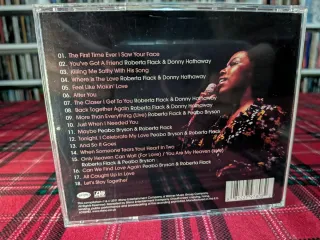 01. The First Time Ever I Saw Your Face
02. You've Got A Friend Roberta Flack & Donny Hathaway
03. Killing Me Softly With His Song
04. Where Is The Love Roberta Flack & Donny Hathaway
05. Feel Like Makin' Love
06. After You
07. The Closer I Get To You Roberta Flack & Donny Hathaway
08. Back Together Again Roberta Flack & Donny Hathaway
09. More Than Everything (Live) Roberta Flack & Peabo Bryson
10. Just When I Needed You
11. Maybe Peabo Bryson & Roberta Flack
12. Tonight I Celebrate My Love Peabo Bryson & Roberta Flack
13. And So It Goes
14. When Someone Tears Your Heart In Two
15. Only Heaven Can Wait (For Love) / You Are My Heaven (Live)
Roberta Flack & Peabo Bryson
16. Can We Find Love Again Peabo Bryson & Roberta Flack
17. All Caught Up In Love
18. Let's Stay Together